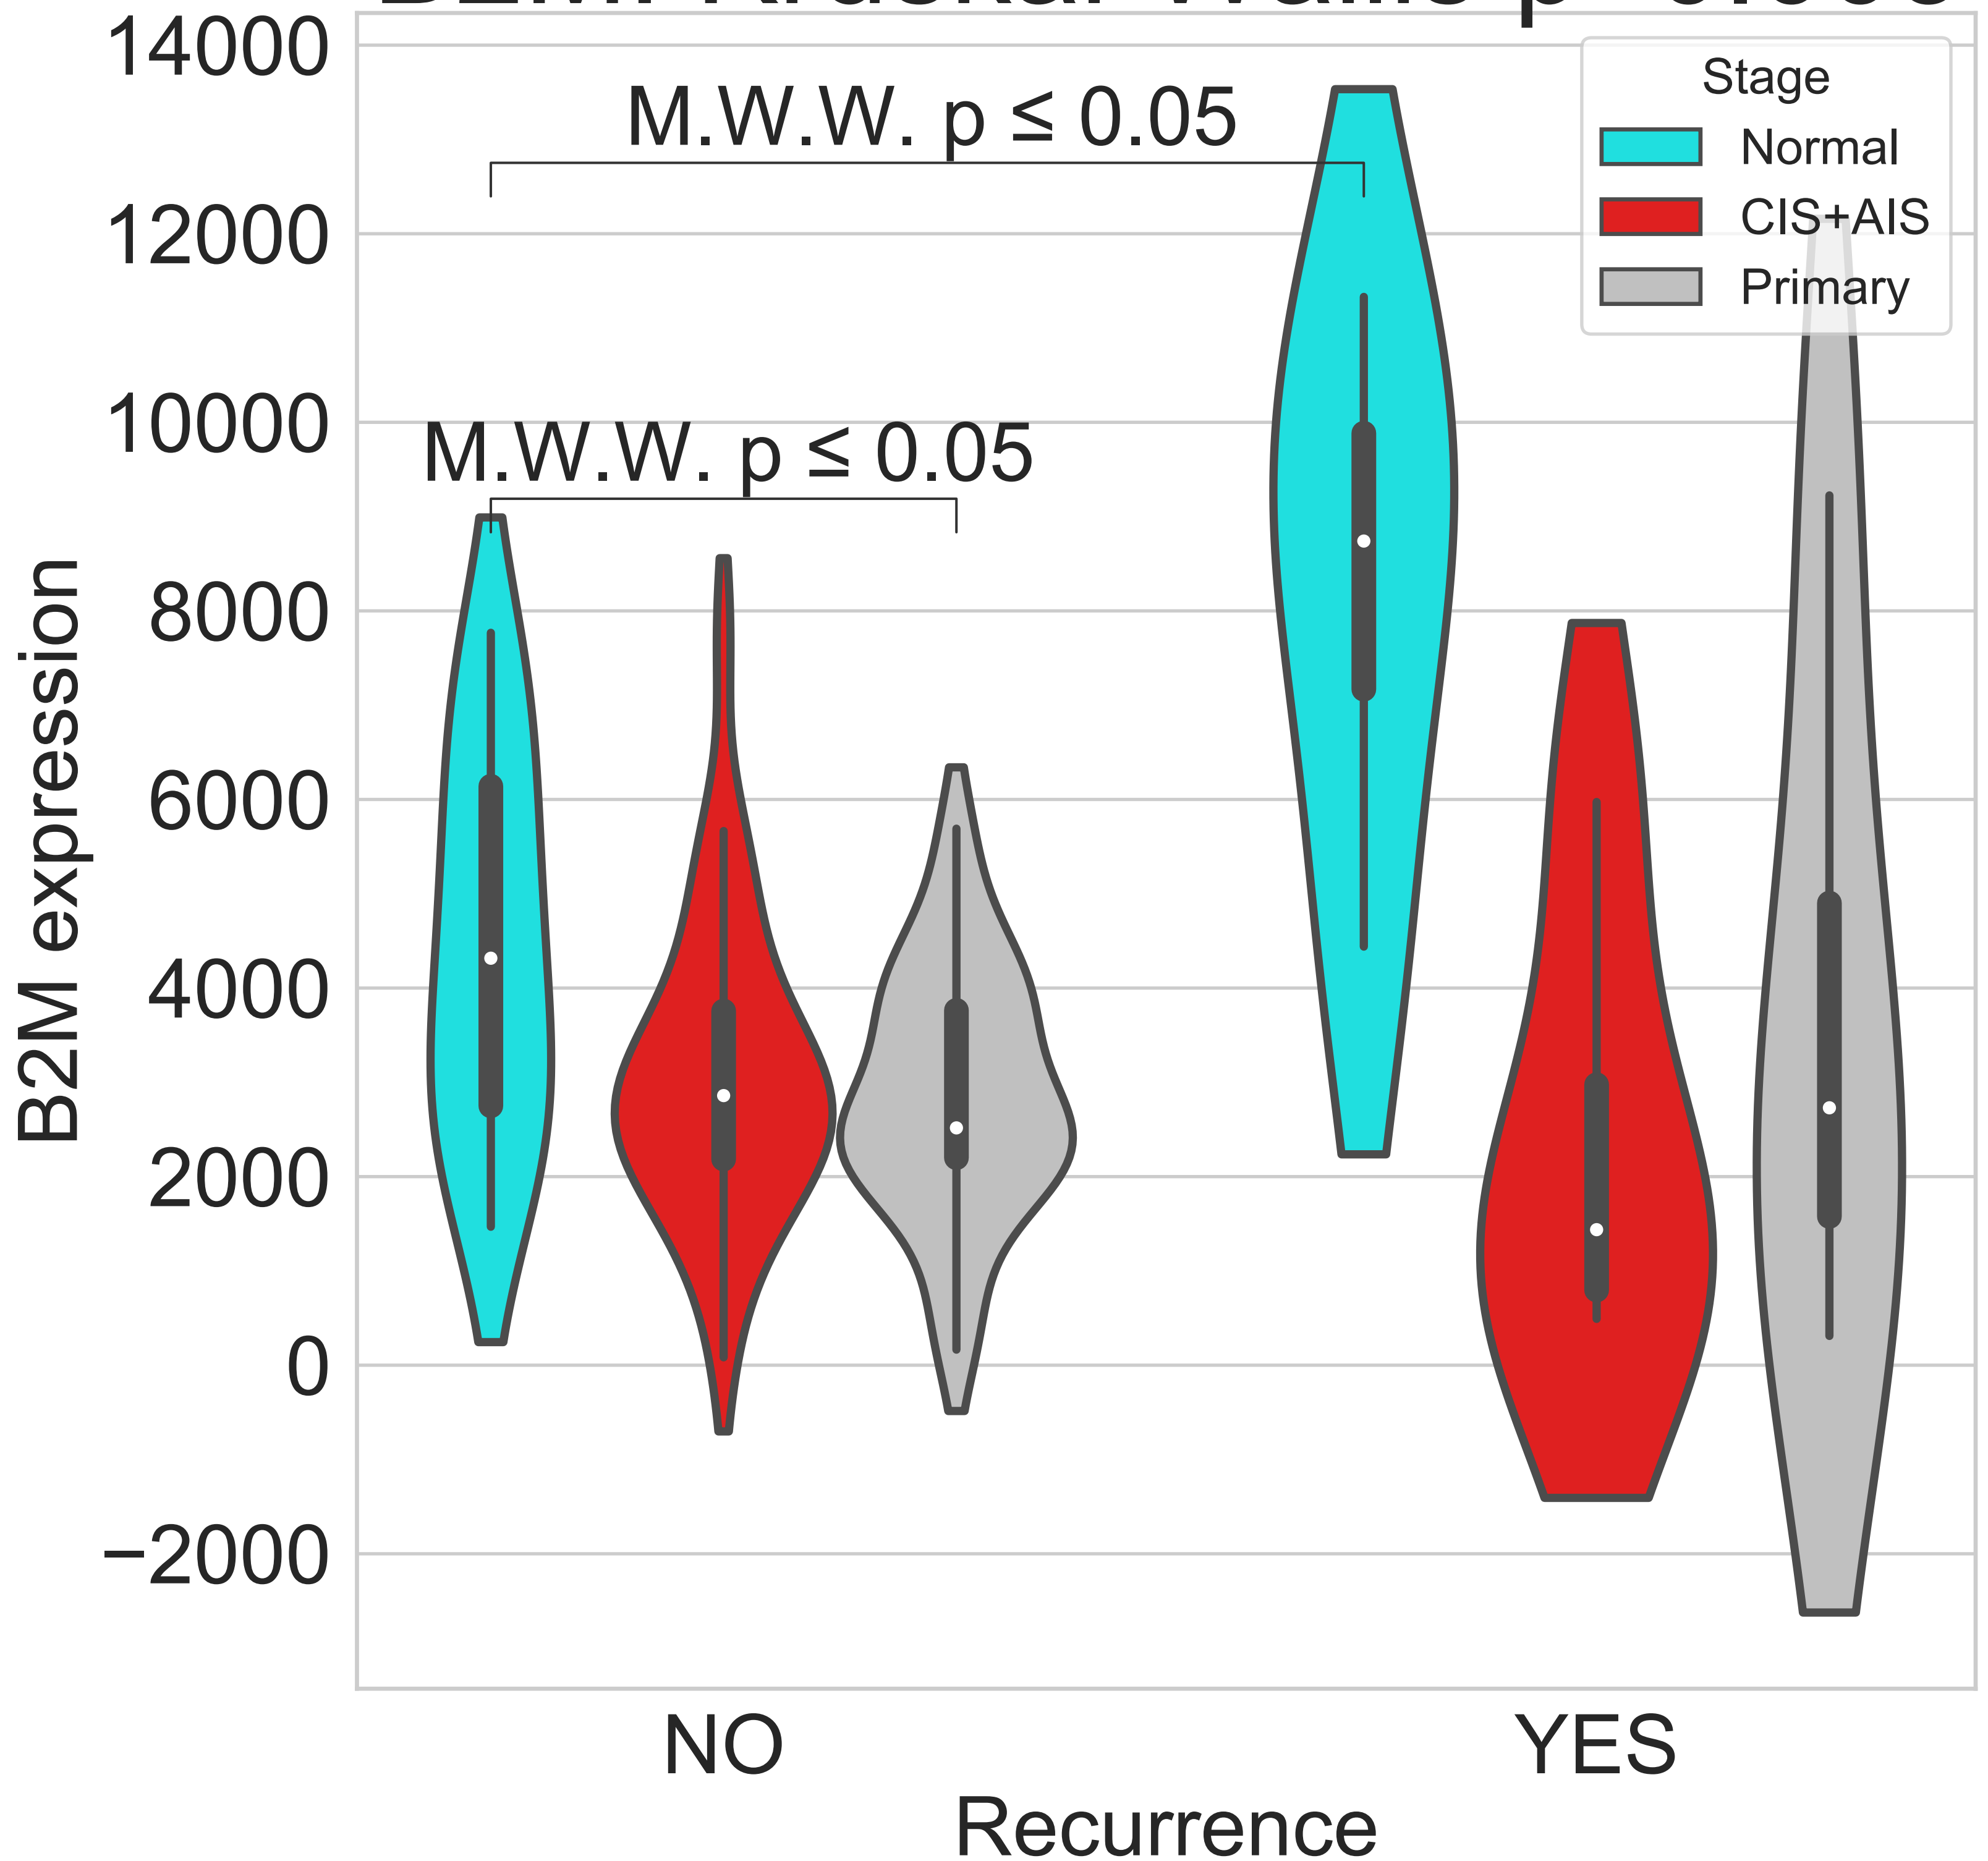 14000
12000
10000
8000
6000
4000
2000
0
−2000
B2M expression
M.W.W. p ≤ 0.05
M.W.W. p ≤ 0.05
Stage
Normal
CIS+AIS
Primary
NO
YES
Recurrence